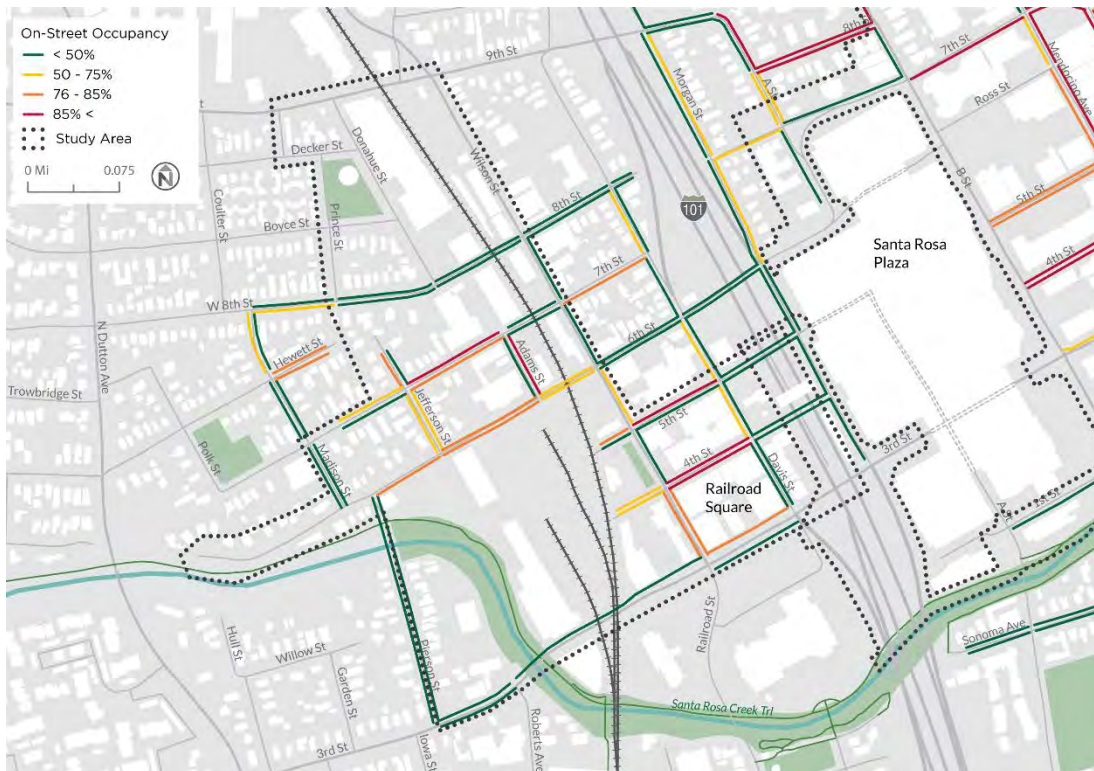 On-Street Occupancy
< 50%
50 - 75%
76 - 85%
85% <
Study Area
0 Mi 0.075
N
9th St
St
Decker St
Donahue St
Coulter St
Prince St
Boyce St
Wilson St
8th St
7th St
W 8th St
N Dutton Ave
Hewett St
Trowbridge St
Polk St
Madison St
Jefferson St
Adams St
6th St
5th St
4th St
Davis St
3rd St
Railroad
Square
Morgan St
A St
8th St
7th St
Ross St
Mendocino Ave
B St
5th St
4th St
101
Santa Rosa
Plaza
A St
1st St
Sonoma Ave
Railroad St
Santa Rosa Creek Trl
Pierson St
Hull St
Willow St
Garden St
3rd St
Iowa St
Roberts Ave